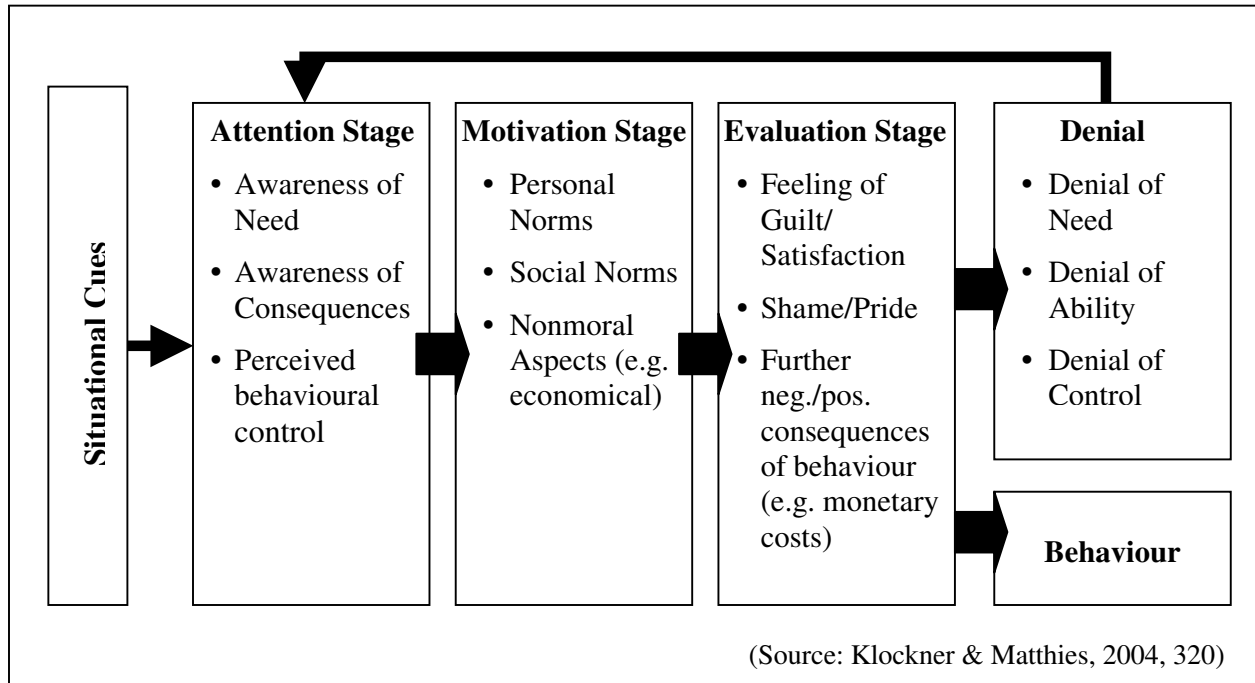 Situational Cues
Attention Stage
• Awareness of
Need
• Awareness of
Consequences
• Perceived
behavioural
control
Motivation Stage
• Personal
Norms
• Social Norms
• Nonmoral
Aspects (e.g.
economical)
Evaluation Stage
• Feeling of
Guilt/
Satisfaction
• Shame/Pride
• Further
neg./pos.
consequences
of behaviour
(e.g. monetary
costs)
Denial
• Denial of
Need
• Denial of
Ability
• Denial of
Control
Behaviour
(Source: Klockner & Matthies, 2004, 320)